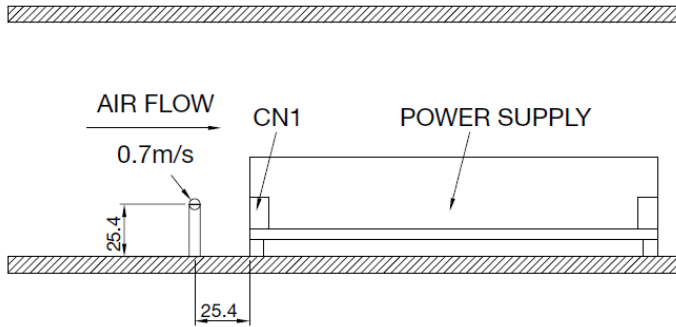 AIR FLOW
CN1
POWER SUPPLY
0.7m/s
25.4
25.4